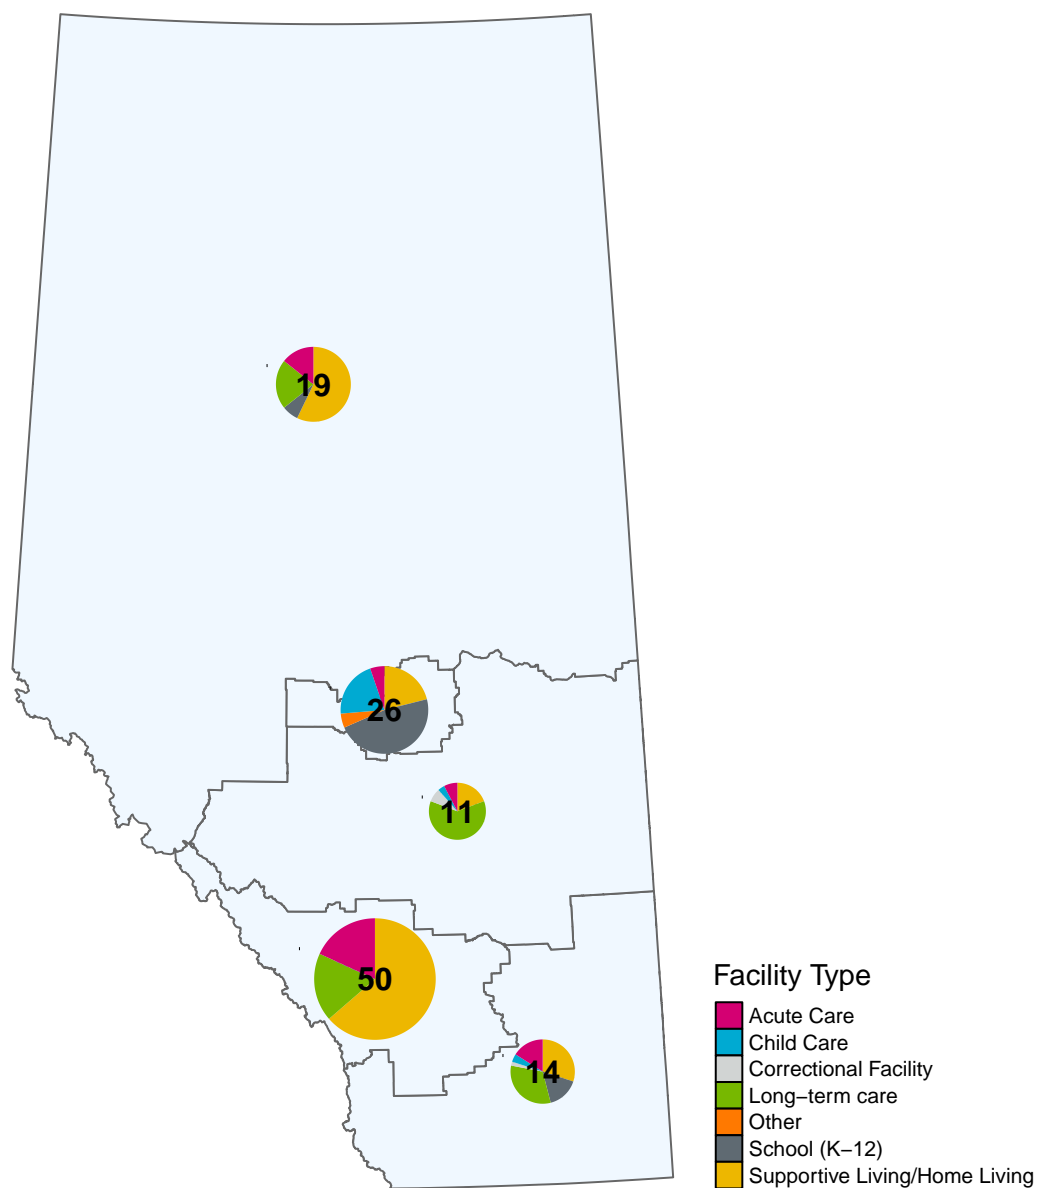 19
26
11
50
14
Facility Type
Acute Care
Child Care
Correctional Facility
Long−term care
Other
School (K−12)
Supportive Living/Home Living